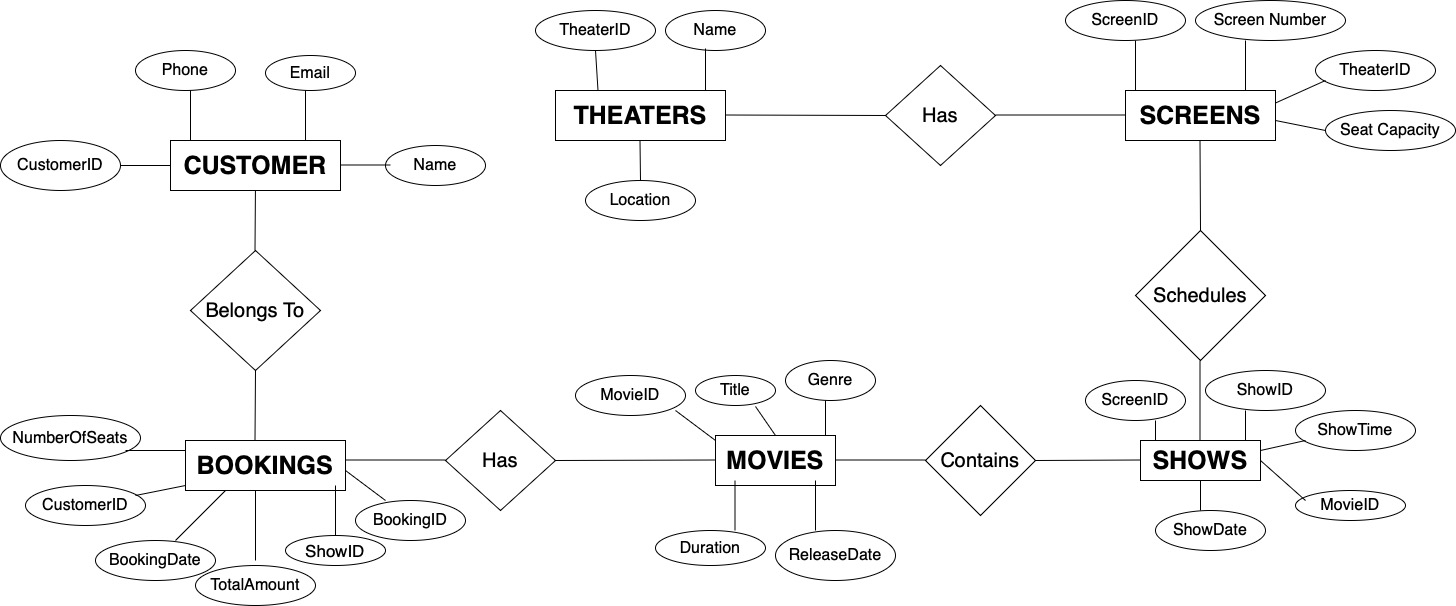 TheaterID
Name
ScreenID
Screen Number
Phone
Email
TheaterID
THEATERS
Has
SCREENS
Seat Capacity
CustomerID
CUSTOMER
Name
Location
Belongs To
Schedules
MovieID
Title
Genre
ScreenID
ShowID
NumberOfSeats
ShowTime
BOOKINGS
Has
MOVIES
Contains
SHOWS
CustomerID
BookingID
MovieID
BookingDate
ShowID
Duration
ReleaseDate
ShowDate
TotalAmount